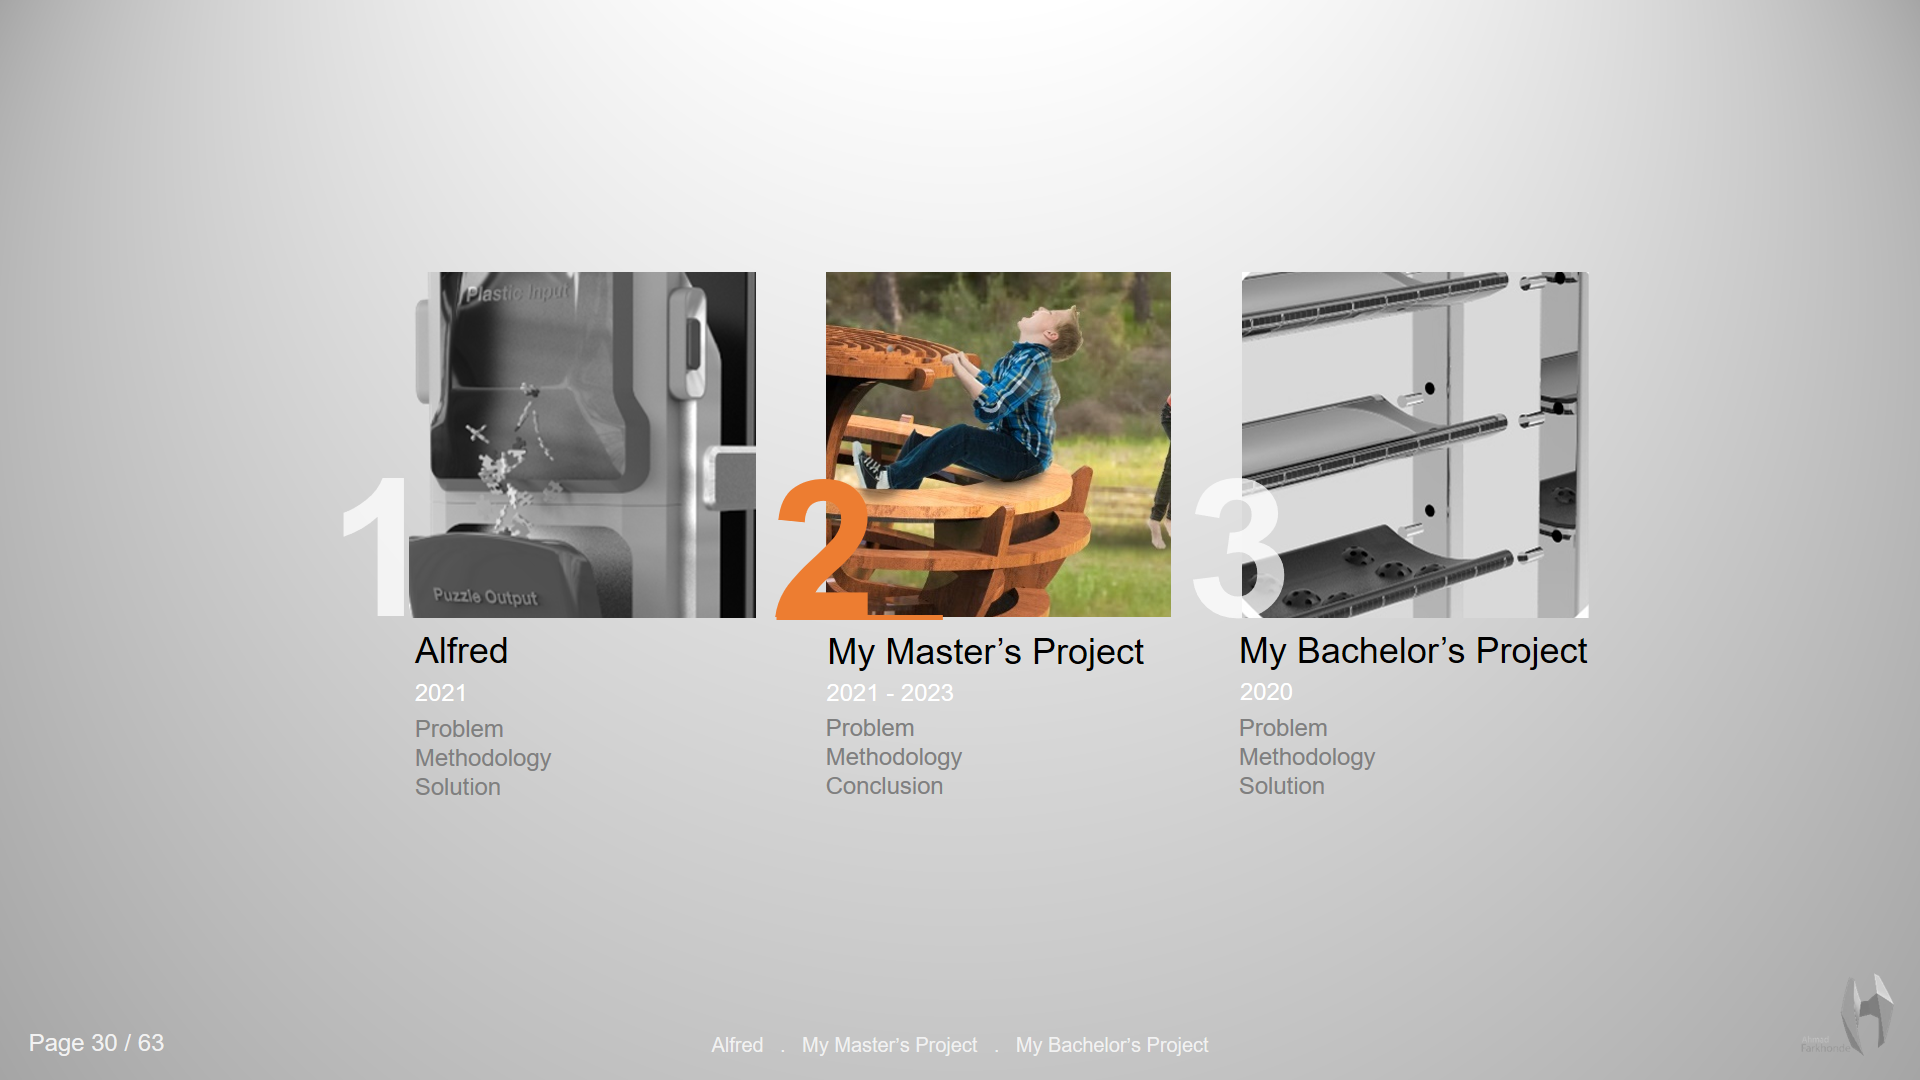 Plastic Input
Puzzle Output
1
Alfred
2021
Problem
Methodology
Solution
2
My Master’s Project
2021 - 2023
Problem
Methodology
Conclusion
3
My Bachelor’s Project
2020
Problem
Methodology
Solution
Page 30 / 63
Alfred . My Master’s Project . My Bachelor’s Project